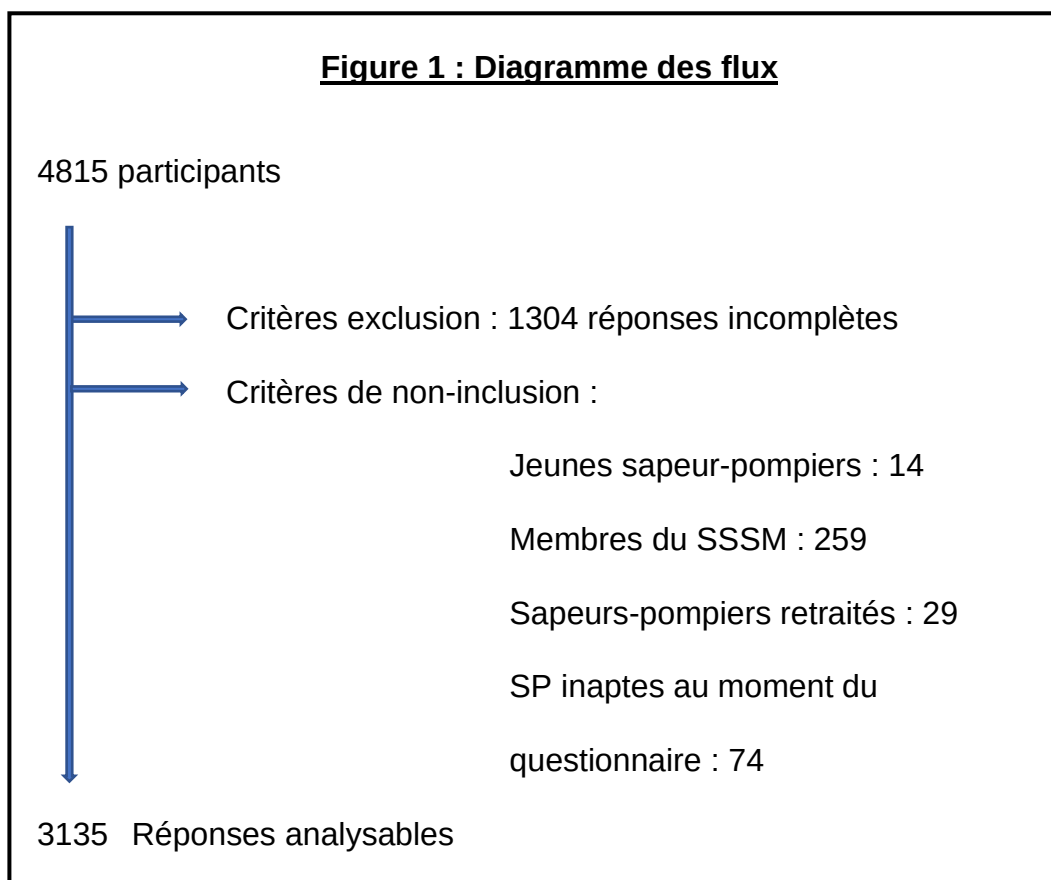 Figure 1 : Diagramme des flux
4815 participants
Critères exclusion : 1304 réponses incomplètes
Critères de non-inclusion :
Jeunes sapeur-pompiers : 14
Membres du SSSM : 259
Sapeurs-pompiers retraités : 29
SP inaptes au moment du
questionnaire : 74
3135 Réponses analysables